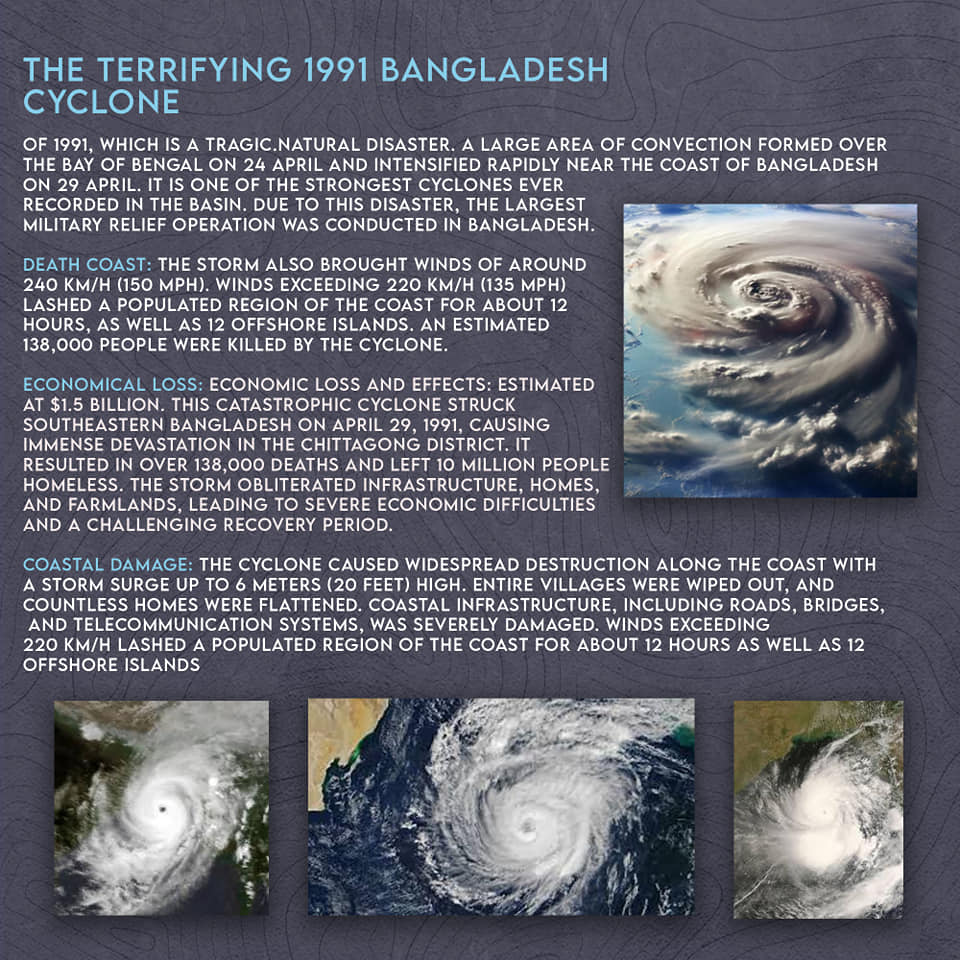 THE TERRIFYING 1991 BANGLADESH
CYCLONE
OF 1991, WHICH IS A TRAGIC.NATURAL DISASTER. A LARGE AREA OF CONVECTION FORMED OVER
THE BAY OF BENGAL ON 24 APRIL AND INTENSIFIED RAPIDLY NEAR THE COAST OF BANGLADESH
ON 29 APRIL. IT IS ONE OF THE STRONGEST CYCLONES EVER
RECORDED IN THE BASIN. DUE TO THIS DISASTER, THE LARGEST
MILITARY RELIEF OPERATION WAS CONDUCTED IN BANGLADESH.
DEATH COAST: THE STORM ALSO BROUGHT WINDS OF AROUND
240 KM/H (150 MPH). WINDS EXCEEDING 220 KM/H (135 MPH)
LASHED A POPULATED REGION OF THE COAST FOR ABOUT 12
HOURS, AS WELL AS 12 OFFSHORE ISLANDS. AN ESTIMATED
138,000 PEOPLE WERE KILLED BY THE CYCLONE.
ECONOMICAL LOSS: ECONOMIC LOSS AND EFFECTS: ESTIMATED
AT $1.5 BILLION. THIS CATASTROPHIC CYCLONE STRUCK
SOUTHEASTERN BANGLADESH ON APRIL 29, 1991, CAUSING
IMMENSE DEVASTATION IN THE CHITTAGONG DISTRICT. IT
RESULTED IN OVER 138,000 DEATHS AND LEFT 10 MILLION PEOPLE
HOMELESS. THE STORM OBLITERATED INFRASTRUCTURE, HOMES,
AND FARMLANDS, LEADING TO SEVERE ECONOMIC DIFFICULTIES
AND A CHALLENGING RECOVERY PERIOD.
COASTAL DAMAGE: THE CYCLONE CAUSED WIDESPREAD DESTRUCTION ALONG THE COAST WITH
A STORM SURGE UP TO 6 METERS (20 FEET) HIGH. ENTIRE VILLAGES WERE WIPED OUT, AND
COUNTLESS HOMES WERE FLATTENED. COASTAL INFRASTRUCTURE, INCLUDING ROADS, BRIDGES,
AND TELECOMMUNICATION SYSTEMS, WAS SEVERELY DAMAGED. WINDS EXCEEDING
220 KM/H LASHED A POPULATED REGION OF THE COAST FOR ABOUT 12 HOURS AS WELL AS 12
OFFSHORE ISLANDS